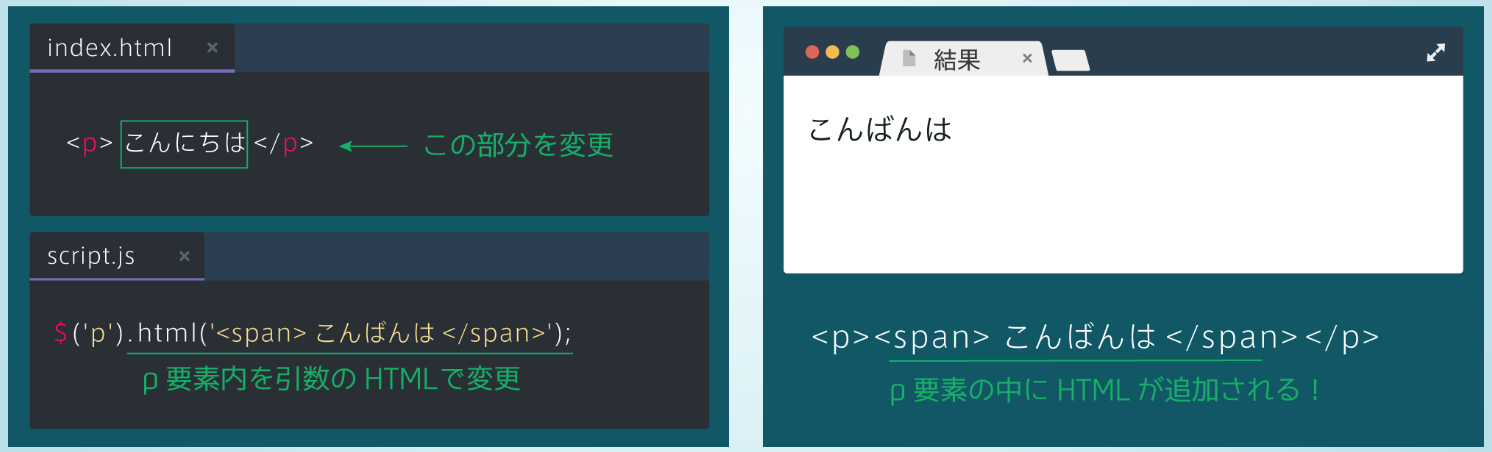 index.html ×
<p> こんにちは </p> この部分を変更
script.js ×
$('p').html('<span> こんばんは </span>');
p 要素内を引数の HTMLで変更
結果 ×
こんばんは
<p><span> こんばんは </span></p>
p 要素の中に HTML が追加される！